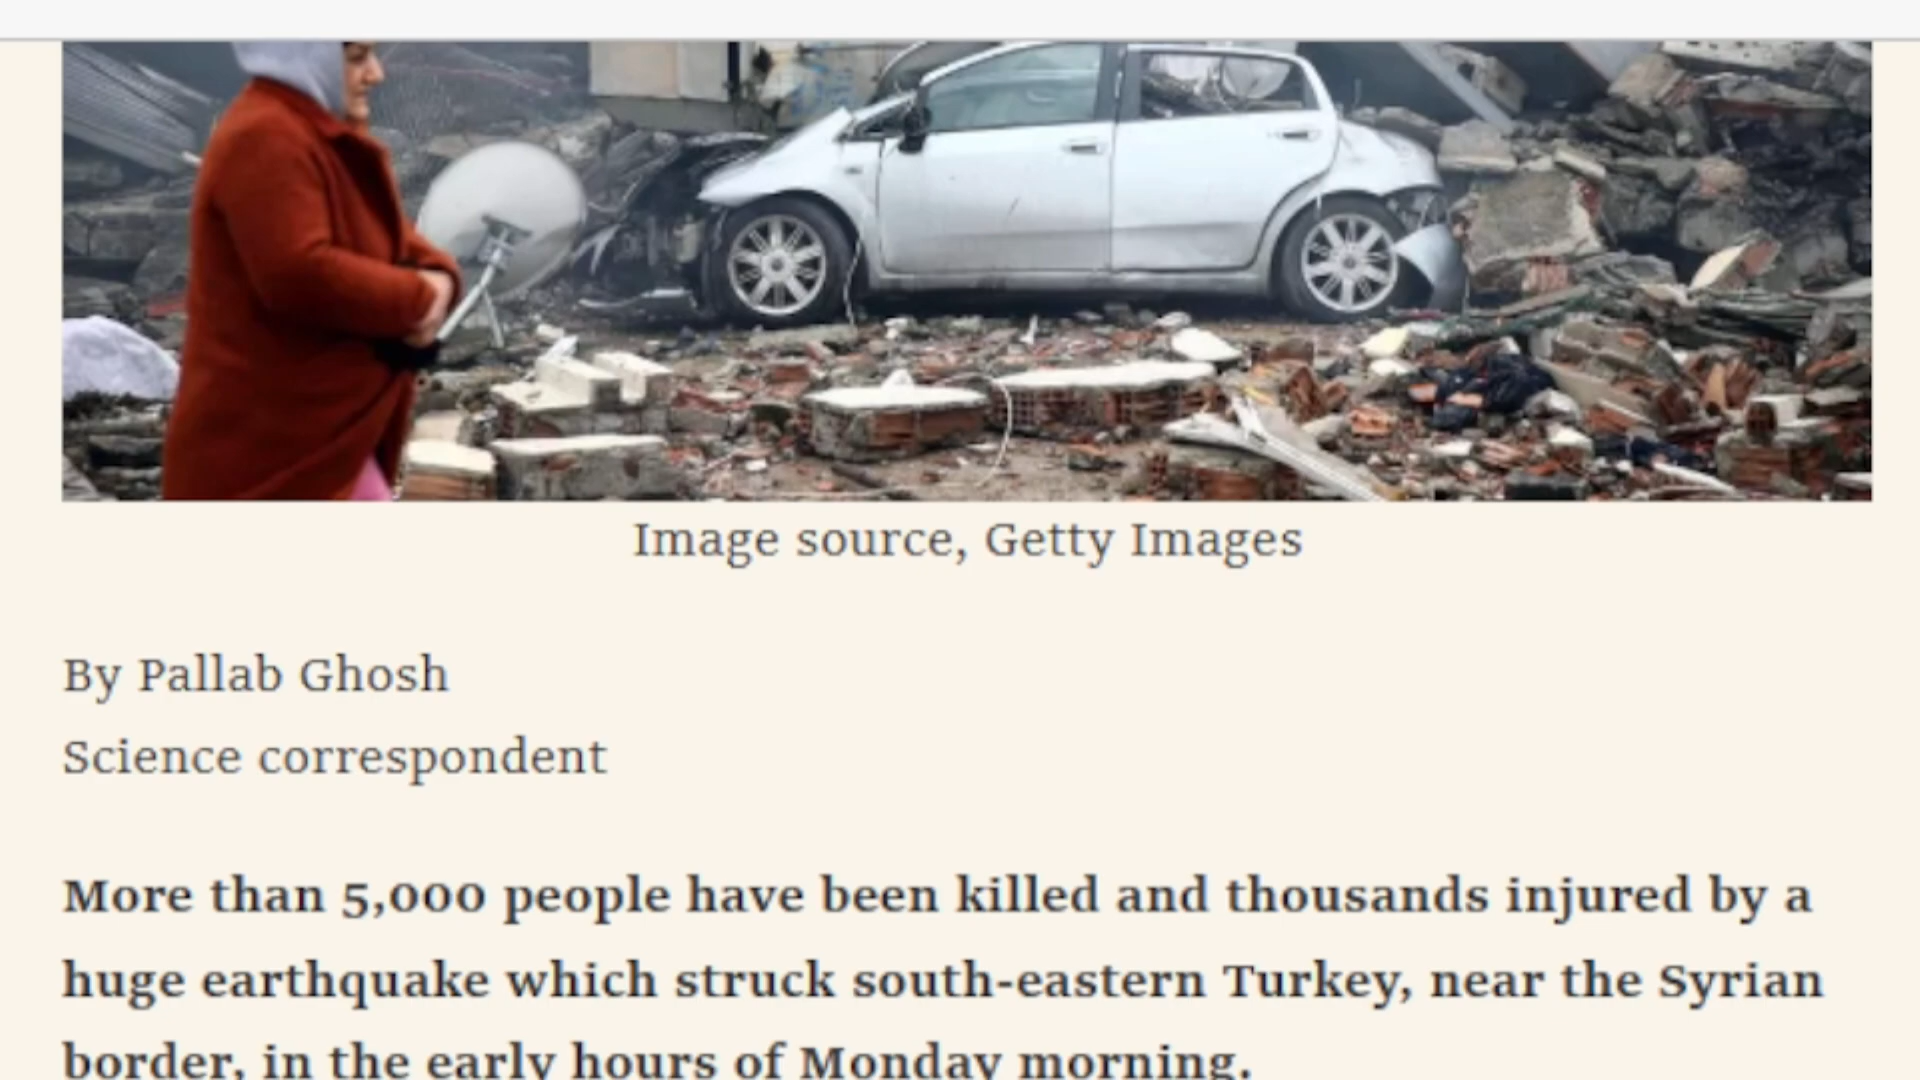 Image source, Getty Images
By Pallab Ghosh
Science correspondent
More than 5,000 people have been killed and thousands injured by a
huge earthquake which struck south-eastern Turkey, near the Syrian
border, in the early hours of Monday morning.